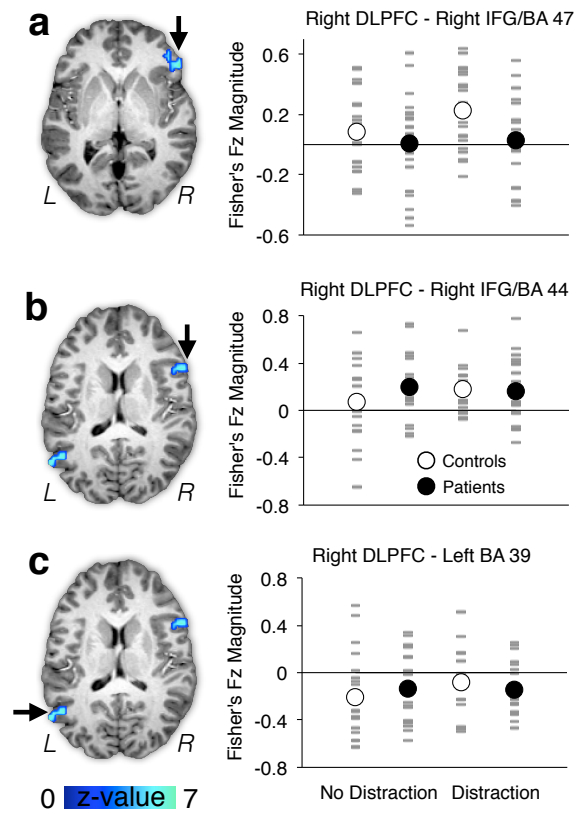 a
Right DLPFC - Right IFG/BA 47
Fisher's Fz Magnitude
0.6
0.2
-0.2
-0.6
L
R
b
Right DLPFC - Right IFG/BA 44
Fisher's Fz Magnitude
0.8
0.4
0
-0.4
-0.8
Controls
Patients
L
R
c
Right DLPFC - Left BA 39
Fisher's Fz Magnitude
0.8
0.4
0
-0.4
-0.8
L
R
0 z-value 7
No Distraction Distraction